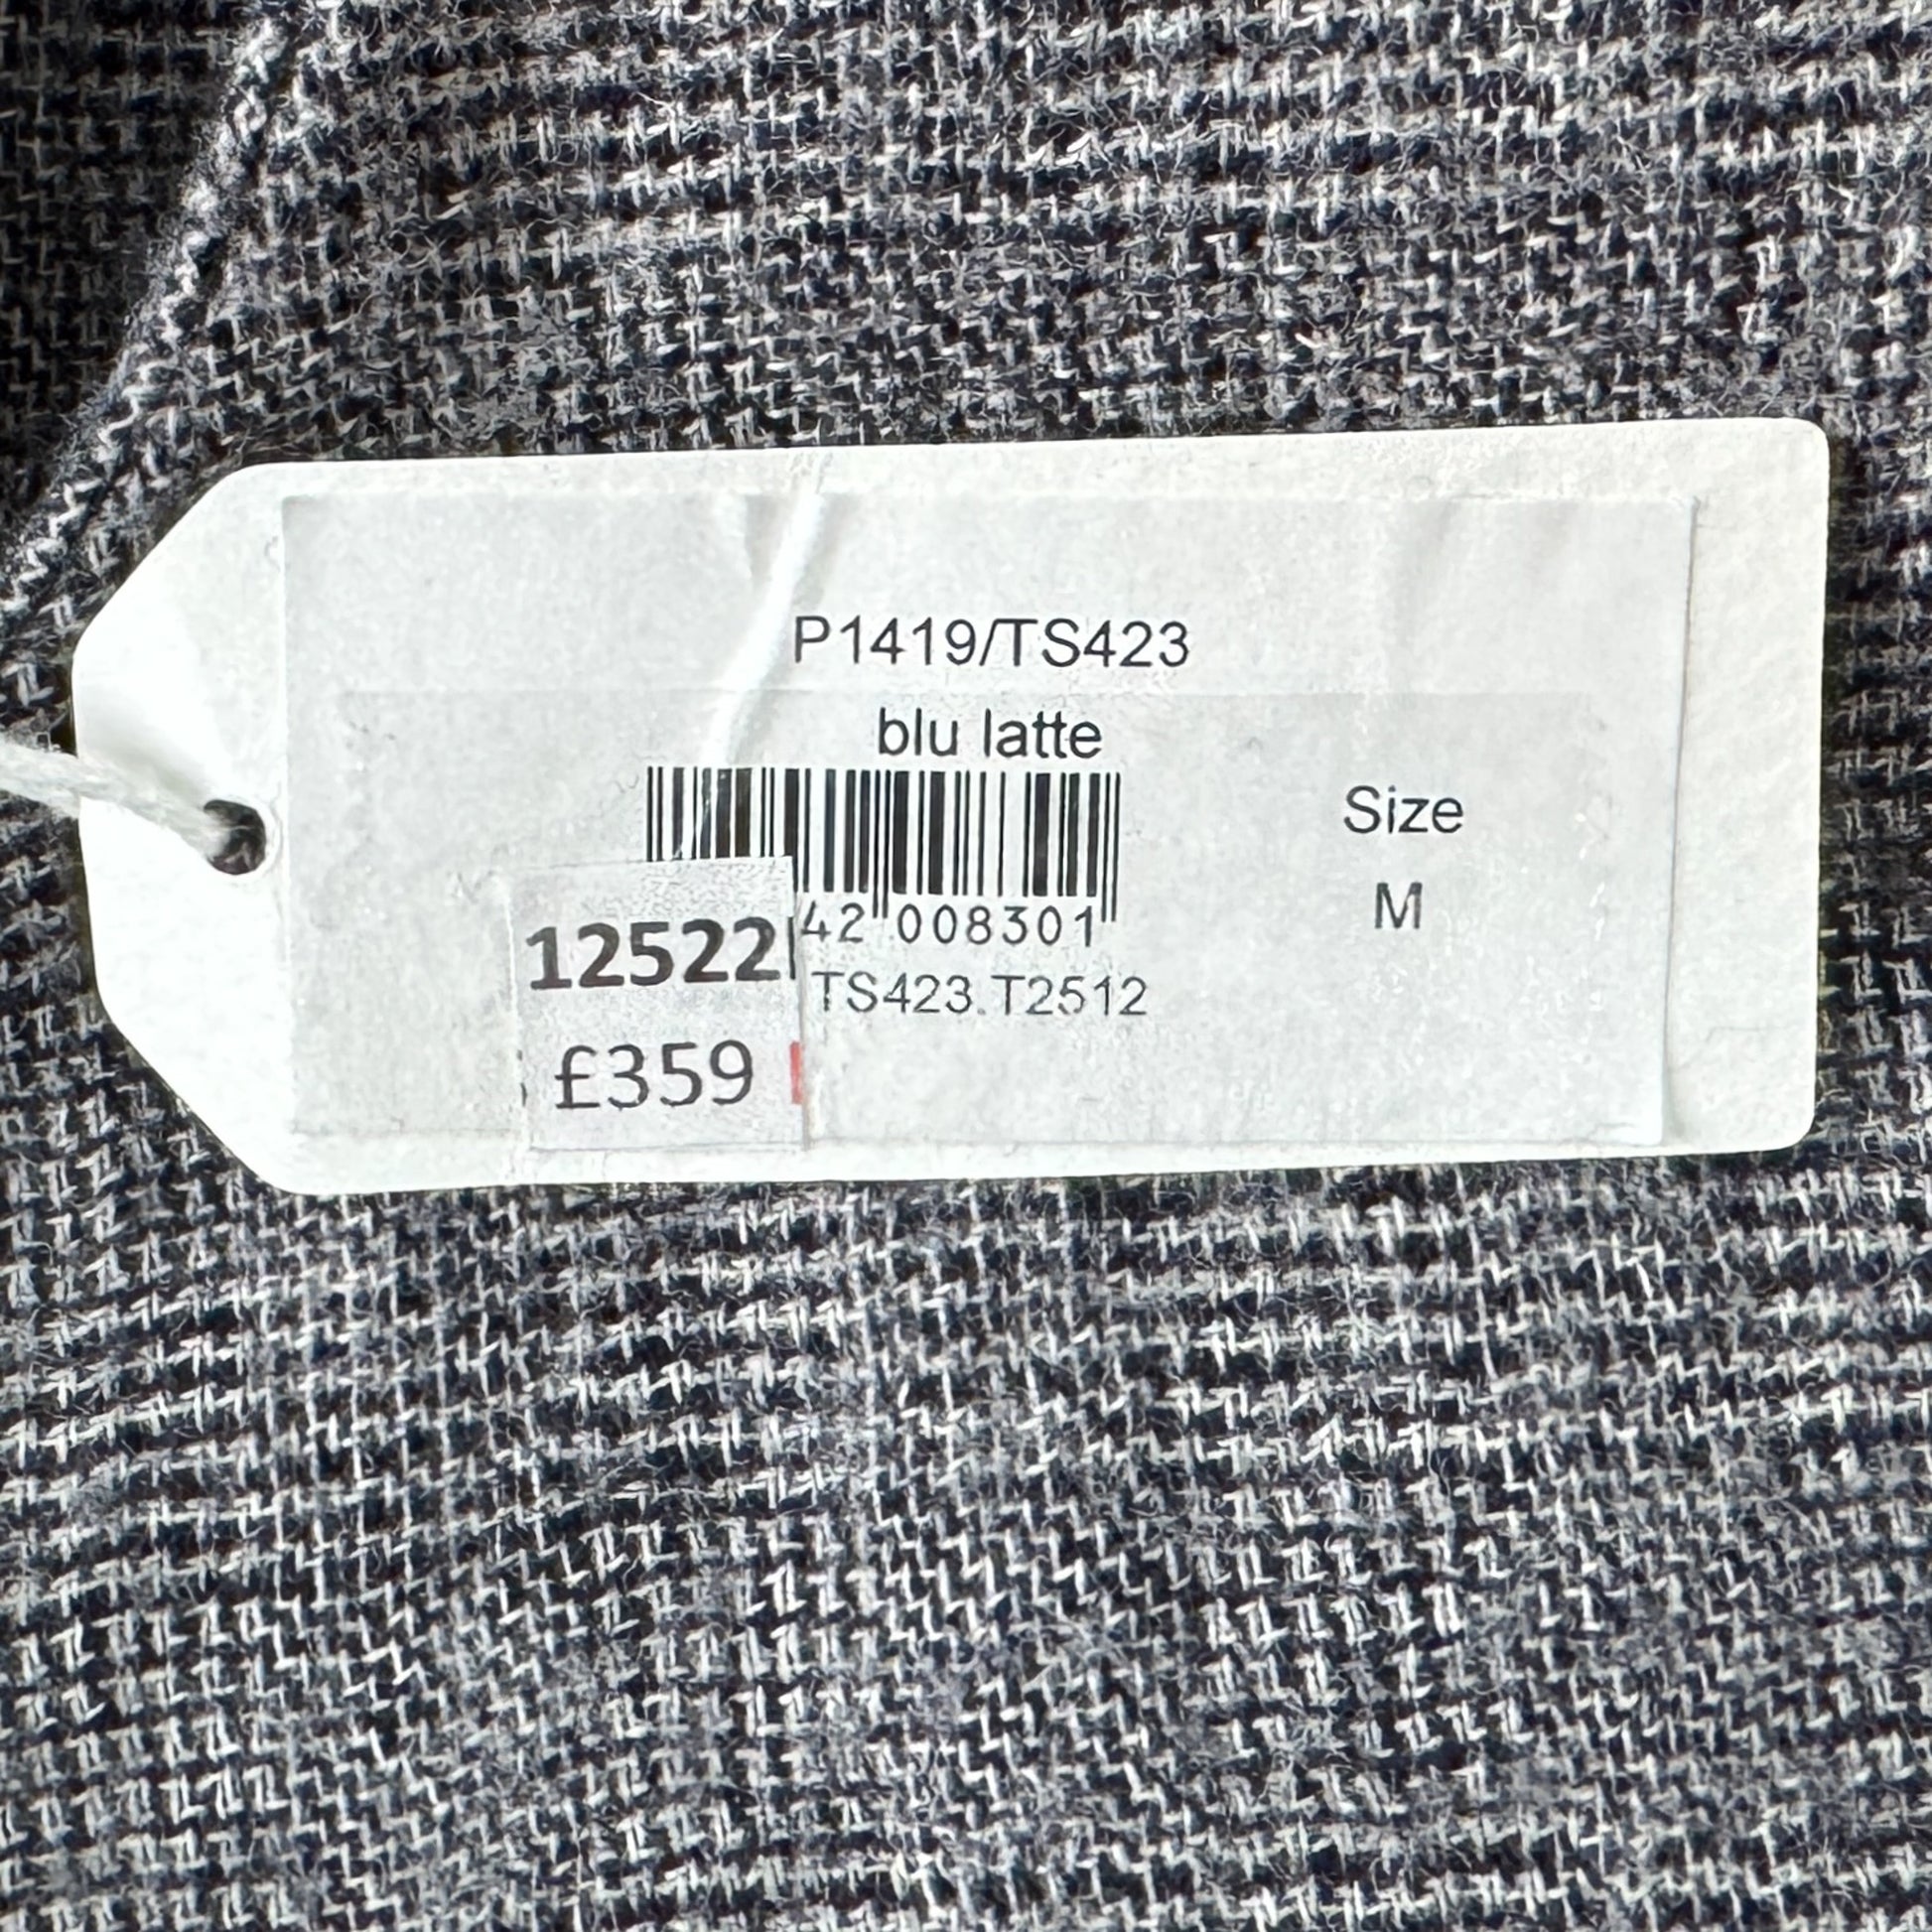 P1419/TS423
blu latte
Size
M
42 008301
TS423.T2512
12522
£359